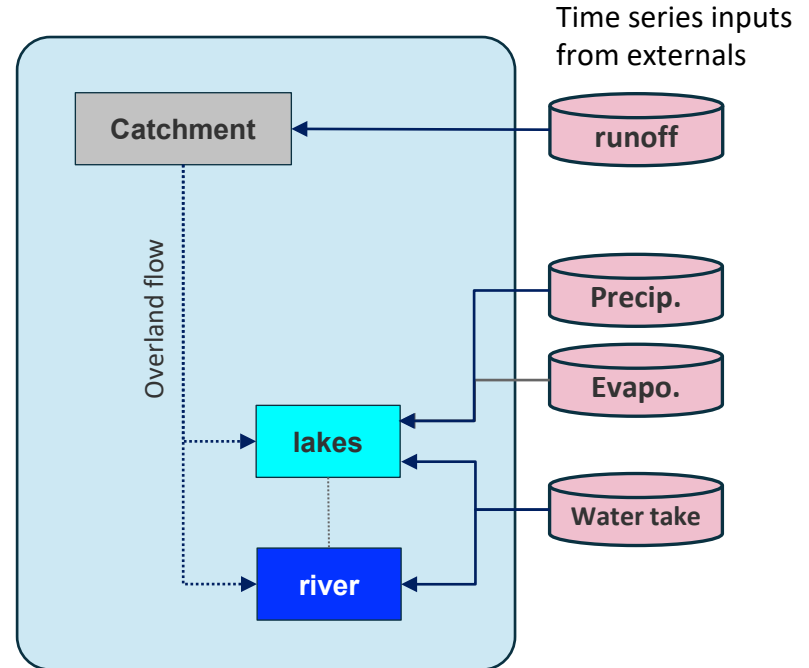 Time series inputs
from externals
Catchment
runoff
Overland flow
Precip.
Evapo.
lakes
Water take
river